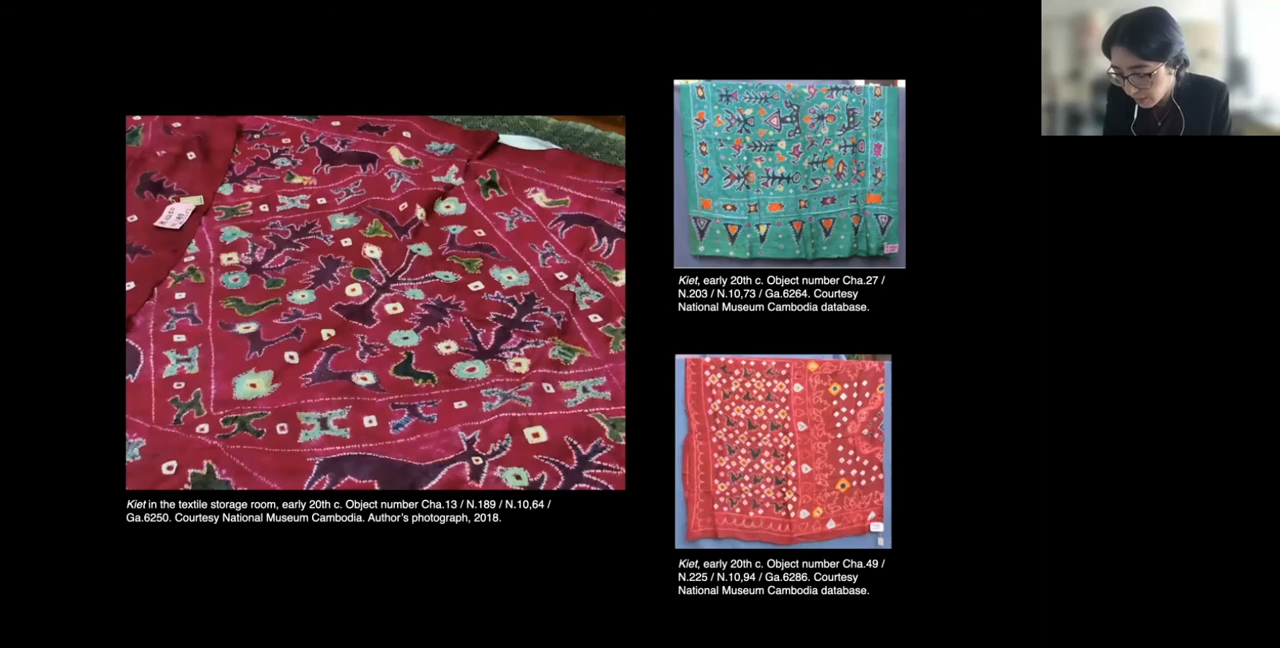 Kiet in the textile storage room, early 20th c. Object number Cha.13 / N.189 / N.10,64 /
Ga.6250. Courtesy National Museum Cambodia. Author's photograph, 2018.
Kiet, early 20th c. Object number Cha.27 /
N.203 / N.10,73 / Ga.6264. Courtesy
National Museum Cambodia database.
Kiet, early 20th c. Object number Cha.49 /
N.225 / N.10,94 / Ga.6286. Courtesy
National Museum Cambodia database.